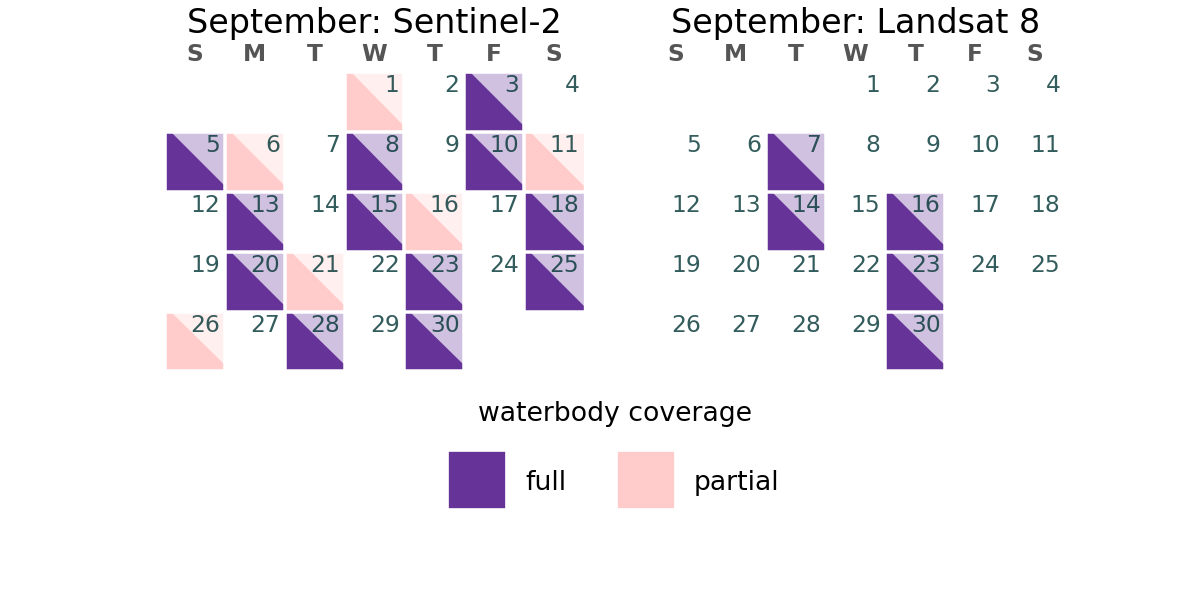 September: Sentinel-2
S M T W T F S
1 2 3 4
5 6 7 8 9 10 11
12 13 14 15 16 17 18
19 20 21 22 23 24 25
26 27 28 29 30
September: Landsat 8
S M T W T F S
1 2 3 4
5 6 7 8 9 10 11
12 13 14 15 16 17 18
19 20 21 22 23 24 25
26 27 28 29 30
waterbody coverage
full partial